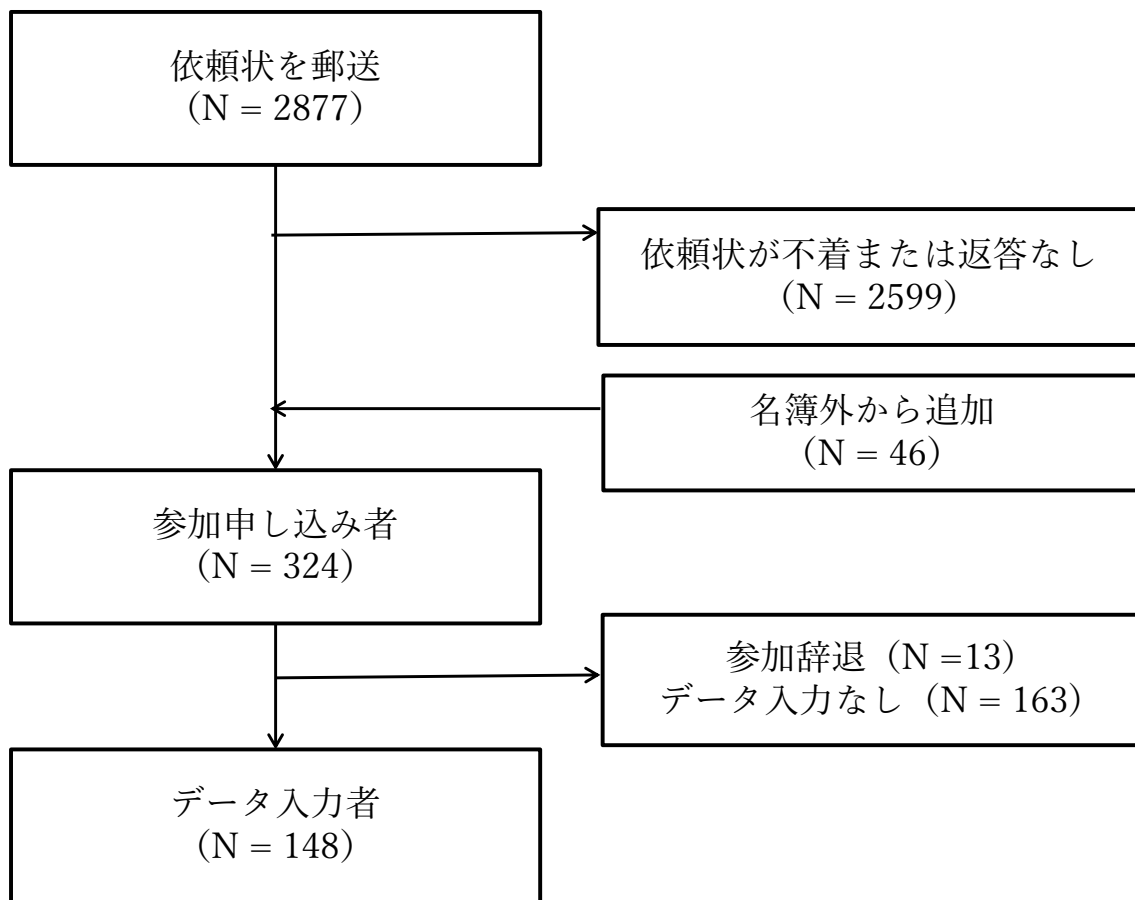 依頼状を郵送
（N = 2877）
依頼状が不着または返答なし
（N = 2599）
名簿外から追加
（N = 46）
参加申し込み者
（N = 324）
参加辞退（N =13）
データ入力なし（N = 163）
データ入力者
（N = 148）